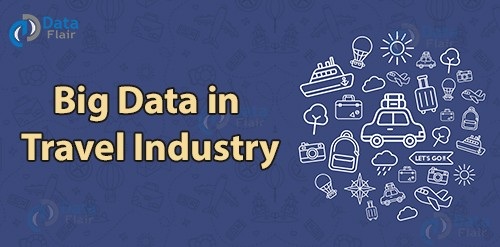 Data
Flair
Big Data in
Travel Industry
LET'S GO!!